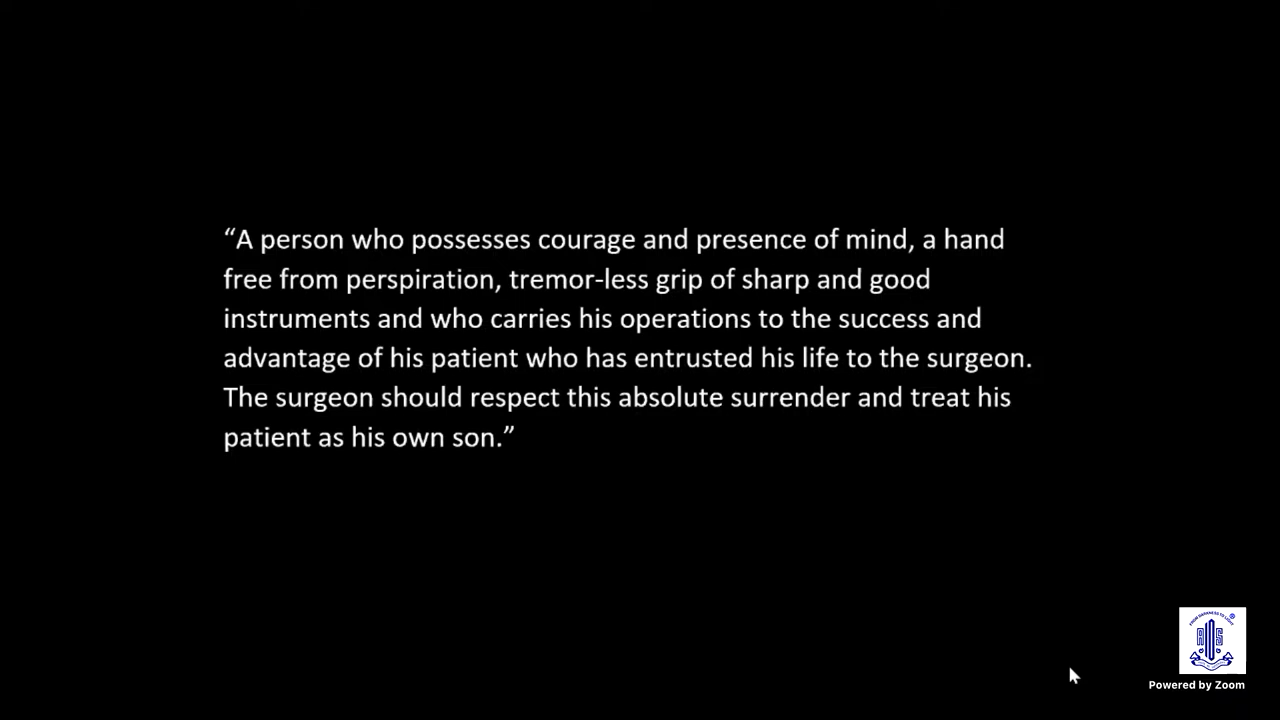 “A person who possesses courage and presence of mind, a hand
free from perspiration, tremor-less grip of sharp and good
instruments and who carries his operations to the success and
advantage of his patient who has entrusted his life to the surgeon.
The surgeon should respect this absolute surrender and treat his
patient as his own son.”
Powered by Zoom